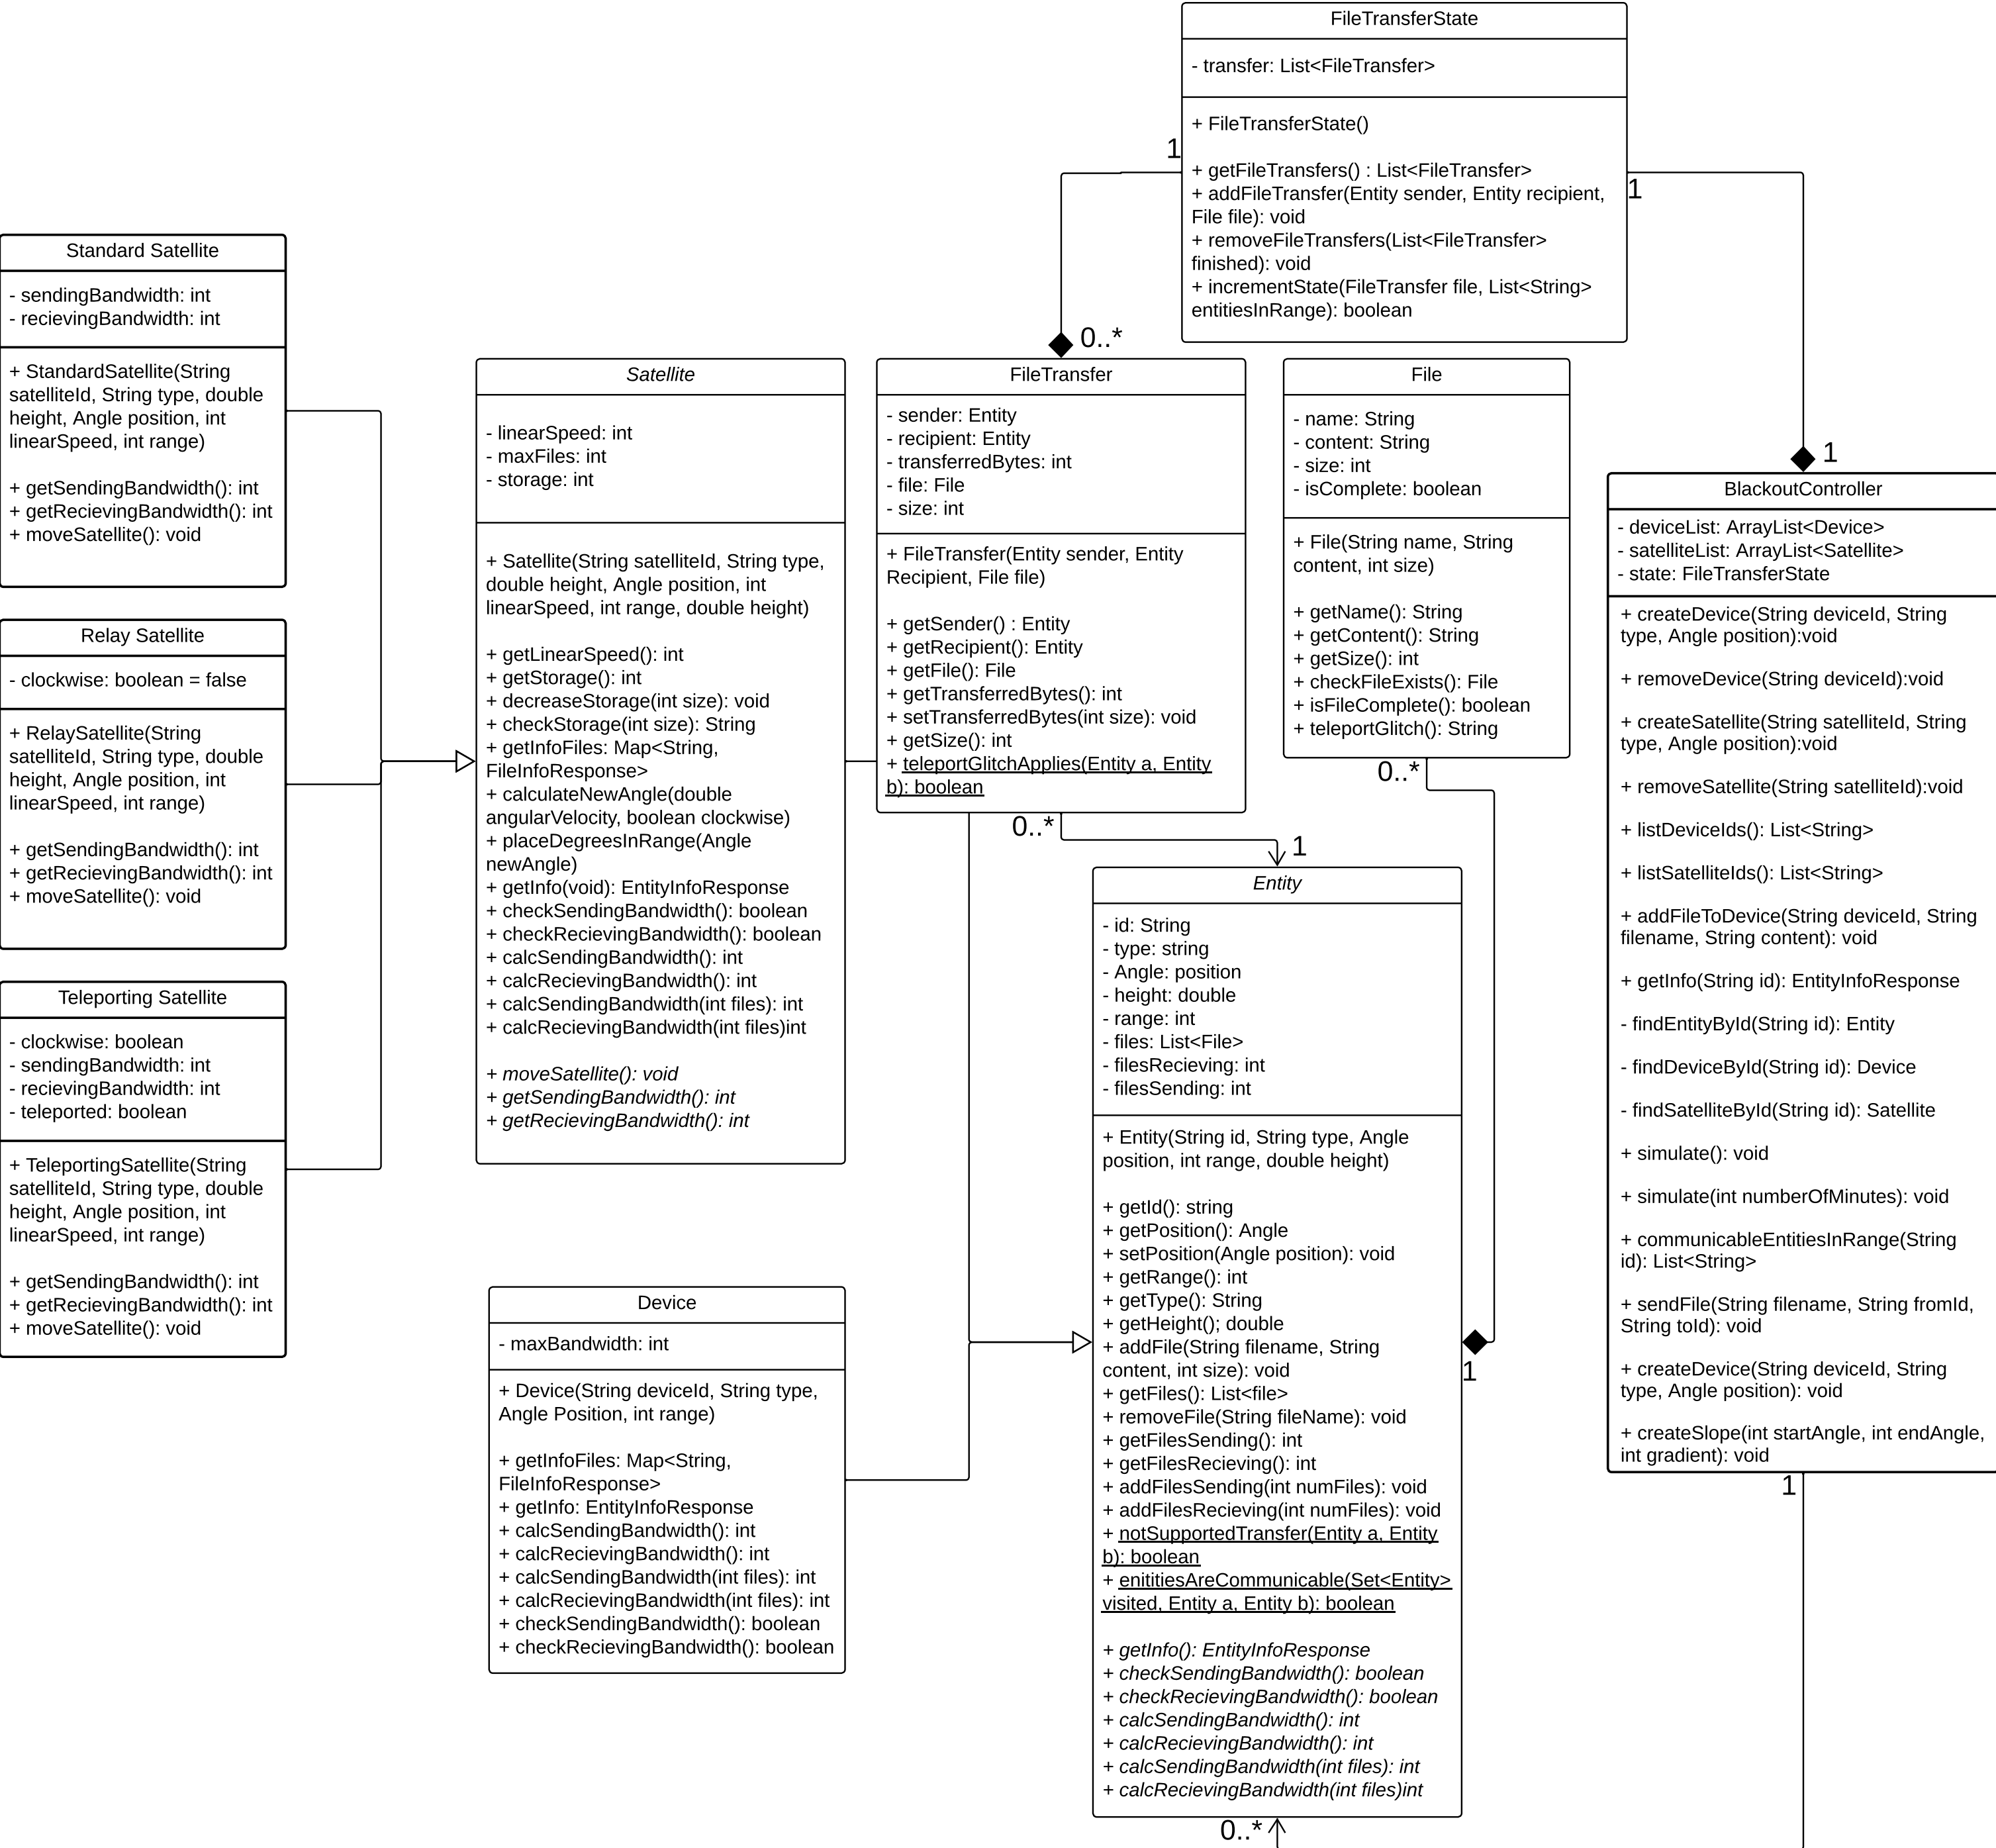 FileTransferState
- transfer: List<FileTransfer>
+ FileTransferState()
+ getFileTransfers() : List<FileTransfer>
+ addFileTransfer(Entity sender, Entity recipient,
File file): void
+ removeFileTransfers(List<FileTransfer>
finished): void
+ incrementState(FileTransfer file, List<String>
entitiesInRange): boolean
1
1
0..*
1
Standard Satellite
- sendingBandwidth: int
- recievingBandwidth: int
+ StandardSatellite(String
satelliteId, String type, double
height, Angle position, int
linearSpeed, int range)
+ getSendingBandwidth(): int
+ getRecievingBandwidth(): int
+ moveSatellite(): void
Relay Satellite
- clockwise: boolean = false
+ RelaySatellite(String
satelliteId, String type, double
height, Angle position, int
linearSpeed, int range)
+ getSendingBandwidth(): int
+ getRecievingBandwidth(): int
+ moveSatellite(): void
Teleporting Satellite
- clockwise: boolean
- sendingBandwidth: int
- recievingBandwidth: int
- teleported: boolean
+ TeleportingSatellite(String
satelliteId, String type, double
height, Angle position, int
linearSpeed, int range)
+ getSendingBandwidth(): int
+ getRecievingBandwidth(): int
+ moveSatellite(): void
Satellite
- linearSpeed: int
- maxFiles: int
- storage: int
+ Satellite(String satelliteId, String type,
double height, Angle position, int
linearSpeed, int range, double height)
+ getLinearSpeed(): int
+ getStorage(): int
+ decreaseStorage(int size): void
+ checkStorage(int size): String
+ getInfoFiles: Map<String,
FileInfoResponse>
+ calculateNewAngle(double
angularVelocity, boolean clockwise)
+ placeDegreesInRange(Angle
newAngle)
+ getInfo(void): EntityInfoResponse
+ checkSendingBandwidth(): boolean
+ checkRecievingBandwidth(): boolean
+ calcSendingBandwidth(): int
+ calcRecievingBandwidth(): int
+ calcSendingBandwidth(int files): int
+ calcRecievingBandwidth(int files)int
+ moveSatellite(): void
+ getSendingBandwidth(): int
+ getRecievingBandwidth(): int
Device
- maxBandwidth: int
+ Device(String deviceId, String type,
Angle Position, int range)
+ getInfoFiles: Map<String,
FileInfoResponse>
+ getInfo: EntityInfoResponse
+ calcSendingBandwidth(): int
+ calcRecievingBandwidth(): int
+ calcSendingBandwidth(int files): int
+ calcRecievingBandwidth(int files): int
+ checkSendingBandwidth(): boolean
+ checkRecievingBandwidth(): boolean
FileTransfer
- sender: Entity
- recipient: Entity
- transferredBytes: int
- file: File
- size: int
+ FileTransfer(Entity sender, Entity
Recipient, File file)
+ getSender() : Entity
+ getRecipient(): Entity
+ getFile(): File
+ getTransferredBytes(): int
+ setTransferredBytes(int size): void
+ getSize(): int
+ teleportGlitchApplies(Entity a, Entity
b): boolean
0..*
1
File
- name: String
- content: String
- size: int
- isComplete: boolean
+ File(String name, String
content, int size)
+ getName(): String
+ getContent(): String
+ getSize(): int
+ checkFileExists(): File
+ isFileComplete(): boolean
+ teleportGlitch(): String
0..*
1
Entity
- id: String
- type: string
- Angle: position
- height: double
- range: int
- files: List<File>
- filesRecieving: int
- filesSending: int
+ Entity(String id, String type, Angle
position, int range, double height)
+ getId(): string
+ getPosition(): Angle
+ setPosition(Angle position): void
+ getRange(): int
+ getType(): String
+ getHeight(); double
+ addFile(String filename, String
content, int size): void
+ getFiles(): List<file>
+ removeFile(String fileName): void
+ getFilesSending(): int
+ getFilesRecieving(): int
+ addFilesSending(int numFiles): void
+ addFilesRecieving(int numFiles): void
+ notSupportedTransfer(Entity a, Entity
b): boolean
+ enititiesAreCommunicable(Set<Entity>
visited, Entity a, Entity b): boolean
+ getInfo(): EntityInfoResponse
+ checkSendingBandwidth(): boolean
+ checkRecievingBandwidth(): boolean
+ calcSendingBandwidth(): int
+ calcRecievingBandwidth(): int
+ calcSendingBandwidth(int files): int
+ calcRecievingBandwidth(int files)int
0..*
BlackoutController
- deviceList: ArrayList<Device>
- satelliteList: ArrayList<Satellite>
- state: FileTransferState
+ createDevice(String deviceId, String
type, Angle position):void
+ removeDevice(String deviceId):void
+ createSatellite(String satelliteId, String
type, Angle position):void
+ removeSatellite(String satelliteId):void
+ listDeviceIds(): List<String>
+ listSatelliteIds(): List<String>
+ addFileToDevice(String deviceId, String
filename, String content): void
+ getInfo(String id): EntityInfoResponse
- findEntityById(String id): Entity
- findDeviceById(String id): Device
- findSatelliteById(String id): Satellite
+ simulate(): void
+ simulate(int numberOfMinutes): void
+ communicableEntitiesInRange(String
id): List<String>
+ sendFile(String filename, String fromId,
String toId): void
+ createDevice(String deviceId, String
type, Angle position): void
+ createSlope(int startAngle, int endAngle,
int gradient): void
1